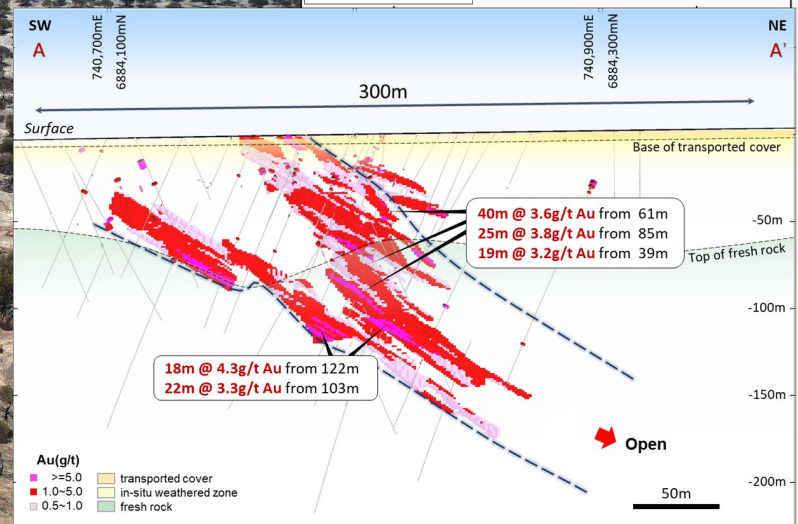 SW
NE
A
A'
740,700mE
6884,100mN
740,900mE
6884,300mN
300m
Surface
Base of transported cover
40m @ 3.6g/t Au from 61m
25m @ 3.8g/t Au from 85m
19m @ 3.2g/t Au from 39m
-50m
Top of fresh rock
-100m
18m @ 4.3g/t Au from 122m
22m @ 3.3g/t Au from 103m
-150m
Open
Au(g/t)
>=5.0
1.0~5.0
0.5~1.0
transported cover
in-situ weathered zone
fresh rock
-200m
50m